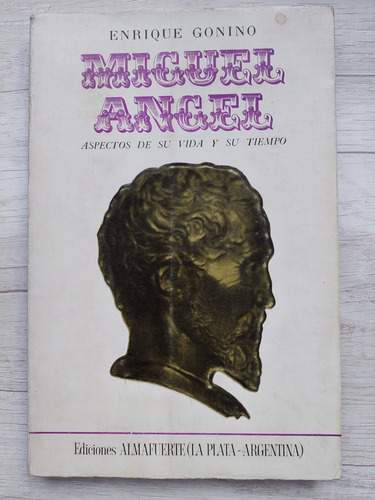 ENRIQUE GONINO
MIGUEL
ANGEL
ASPECTOS DE SU VIDA Y SU TIEMPO
Ediciones ALMAFUERTE (LA PLATA - ARGENTINA)